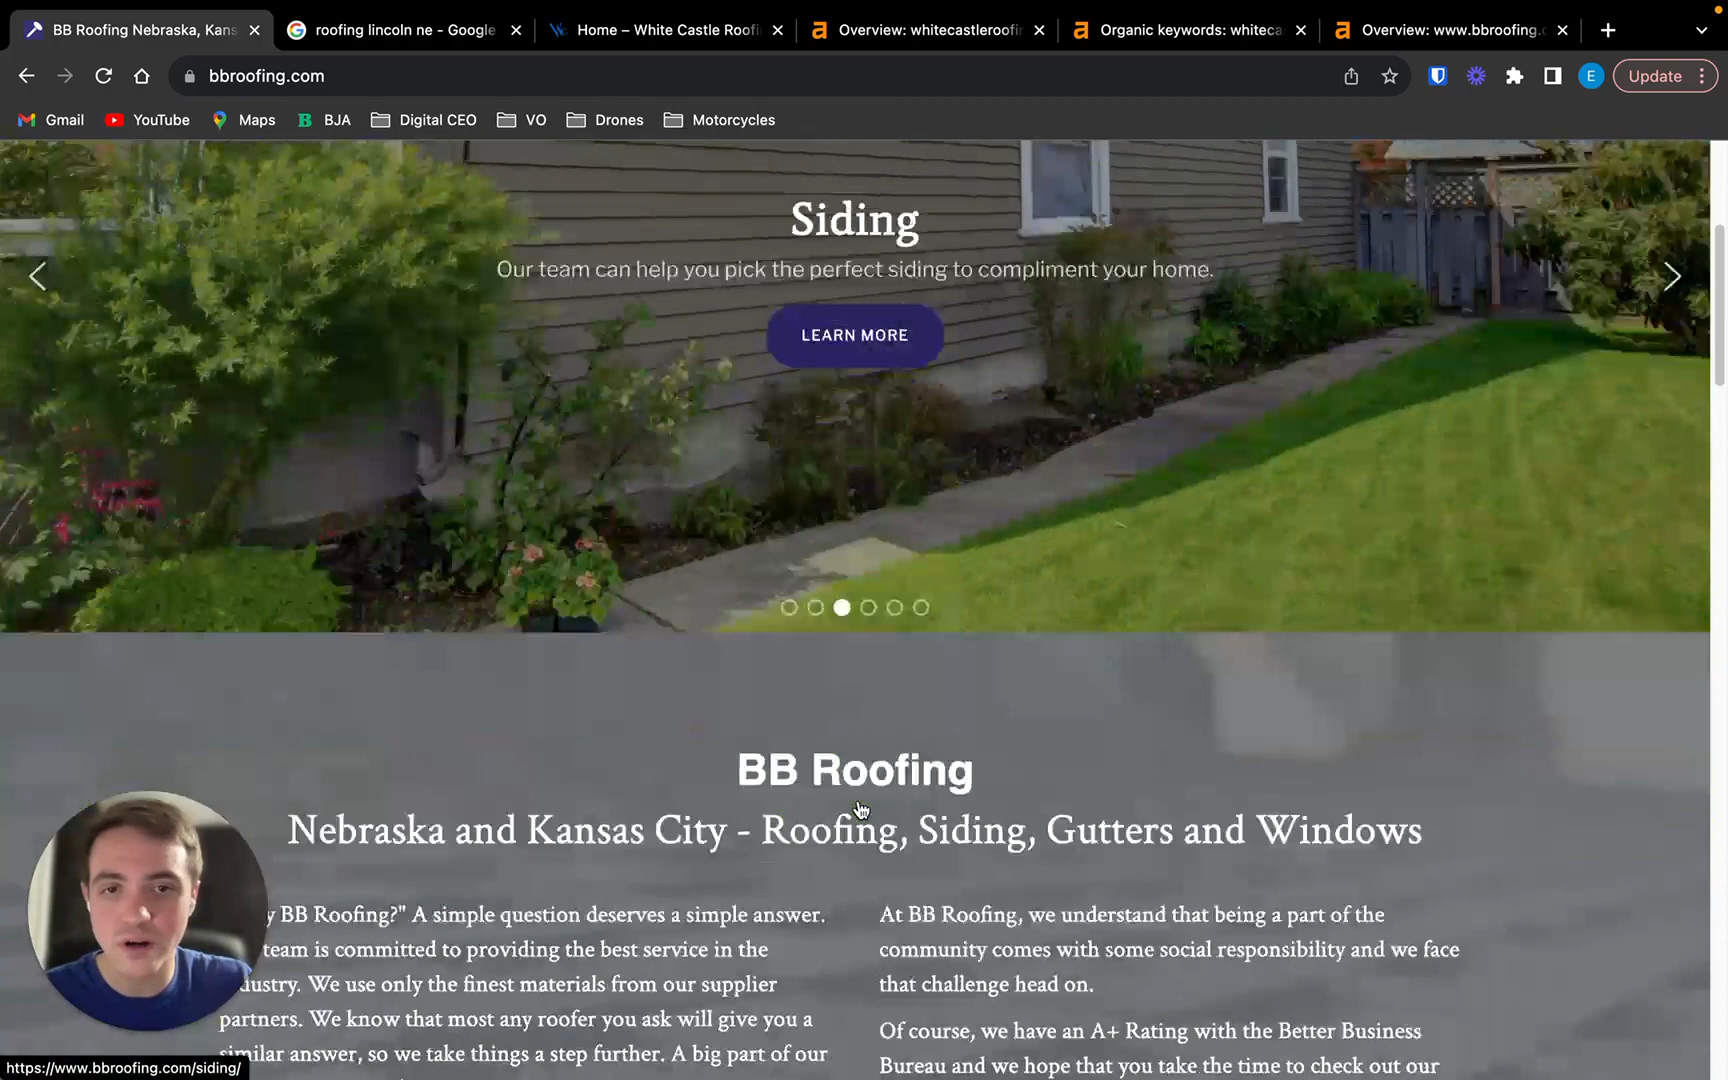 BB Roofing Nebraska, Kans
roofing lincoln ne - Google
Home – White Castle Roofi
Overview: whitecastleroofi
Organic keywords: whiteca
Overview: www.bbroofing.c
bbroofing.com
E
Update
Gmail
YouTube
Maps
BJA
Digital CEO
VO
Drones
Motorcycles
Siding
Our team can help you pick the perfect siding to compliment your home.
LEARN MORE
BB Roofing
Nebraska and Kansas City - Roofing, Siding, Gutters and Windows
y BB Roofing?" A simple question deserves a simple answer.
team is committed to providing the best service in the
dustry. We use only the finest materials from our supplier
partners. We know that most any roofer you ask will give you a
similar answer, so we take things a step further. A big part of our
At BB Roofing, we understand that being a part of the
community comes with some social responsibility and we face
that challenge head on.
Of course, we have an A+ Rating with the Better Business
Bureau and we hope that you take the time to check out our
https://www.bbroofing.com/siding/